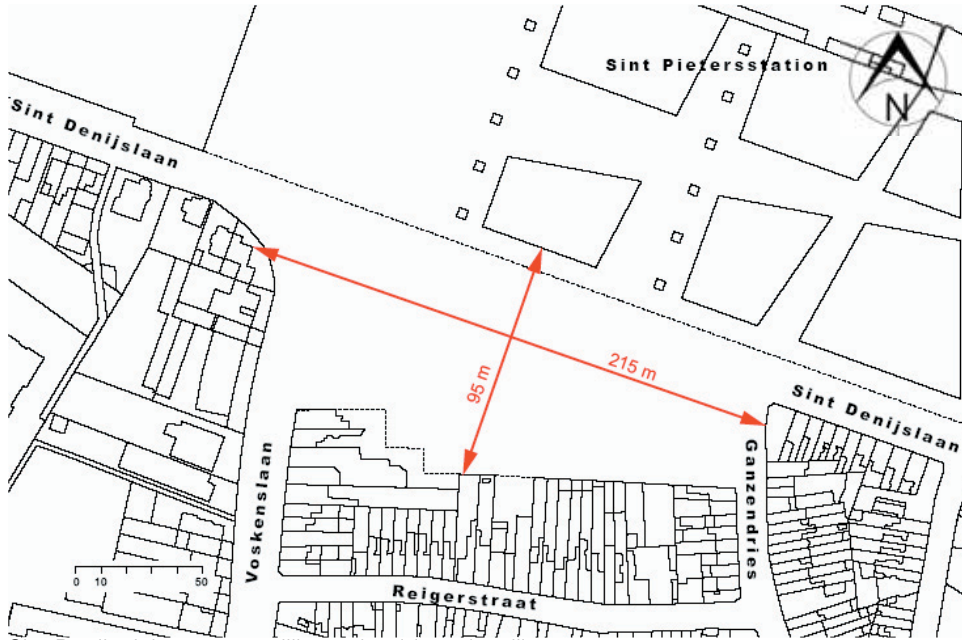 Sint Pietersstation
N
Sint Denijslaan
215 m
95 m
Sint Denijslaan
Ganzendries
Voskenslaan
0 10 50
Reigerstraat